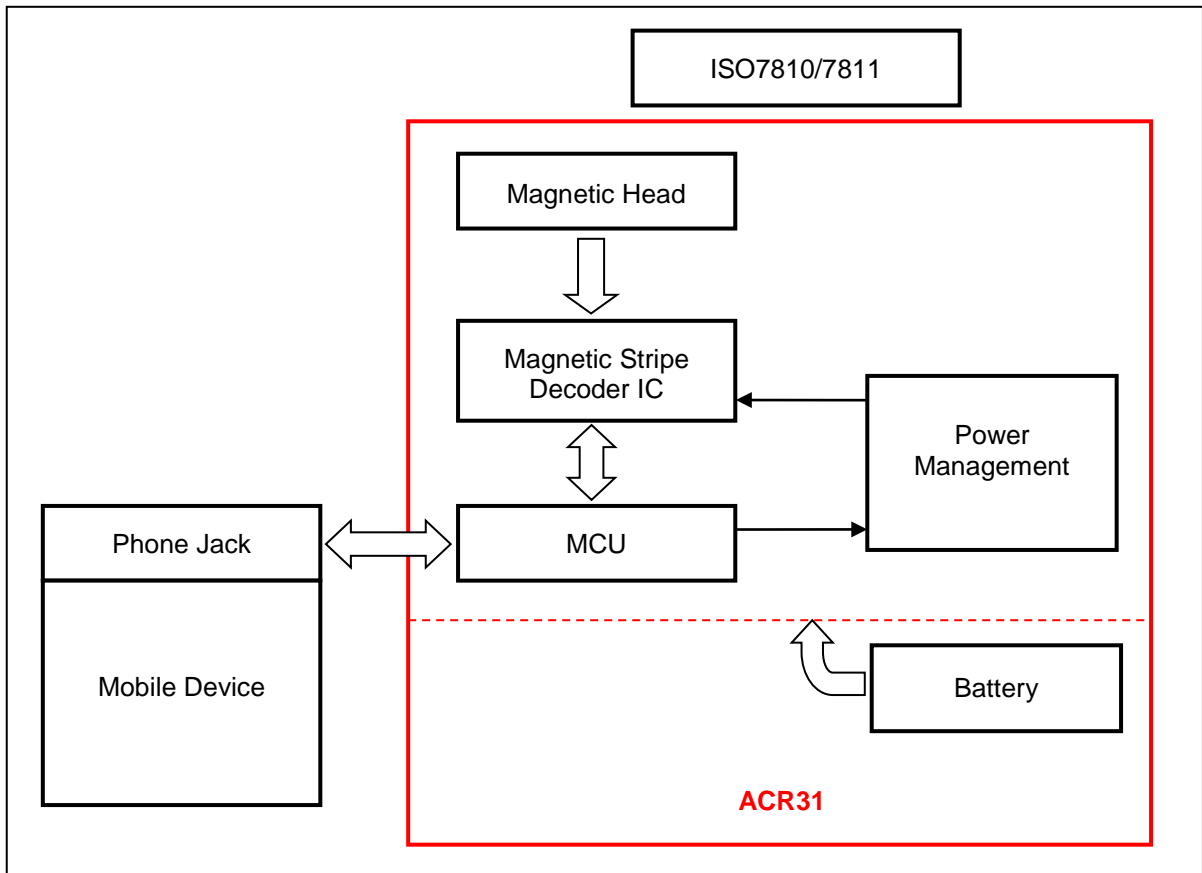 ISO7810/7811
Magnetic Head
Magnetic Stripe
Decoder IC
Power
Management
Phone Jack
MCU
Mobile Device
Battery
ACR31